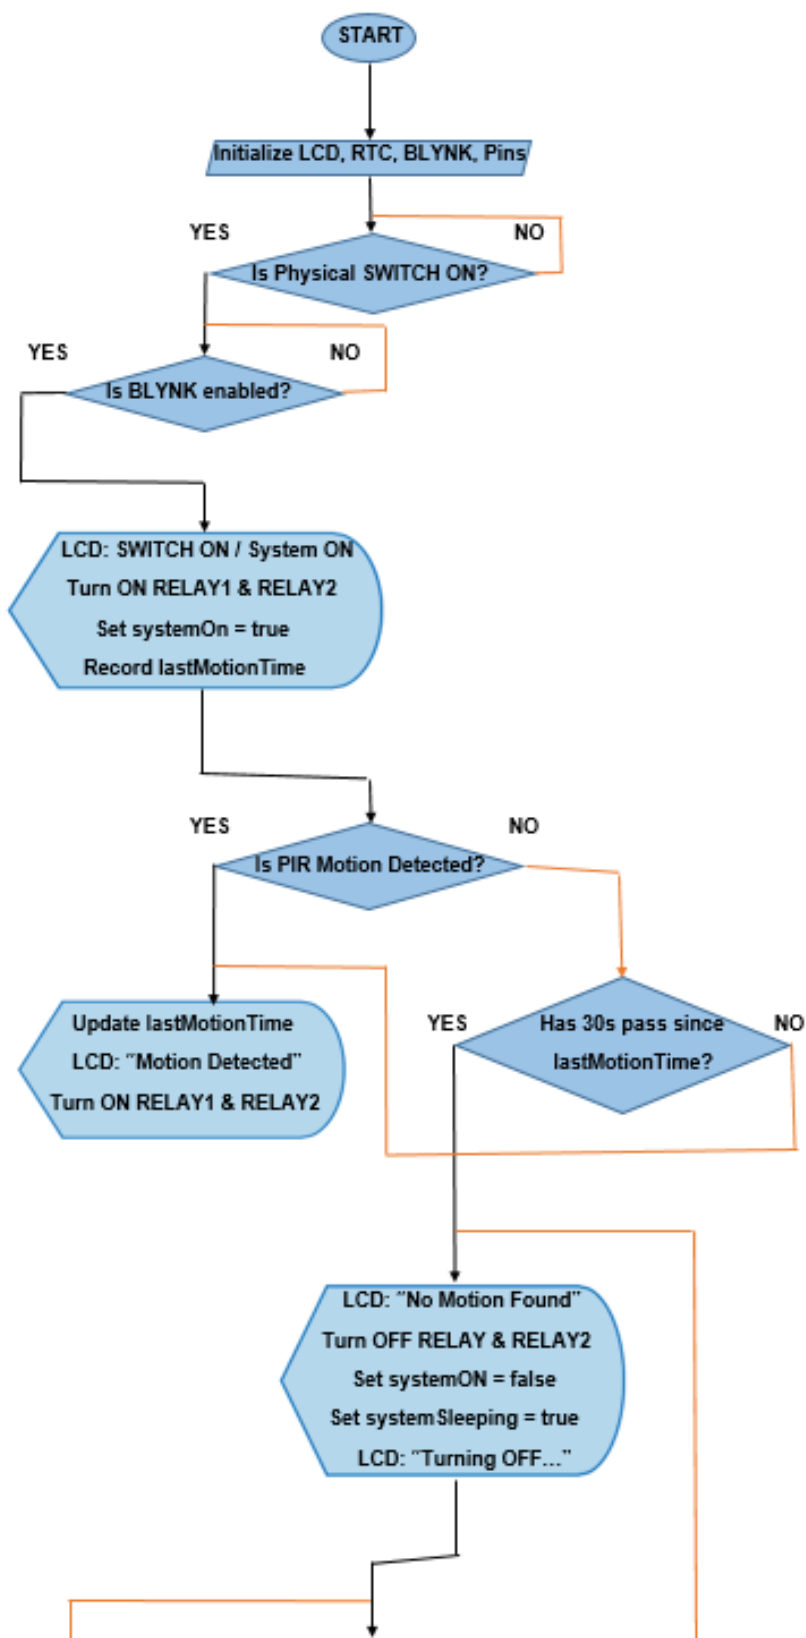 START
Initialize LCD, RTC, BLYNK, Pins
YES
NO
Is Physical SWITCH ON?
YES
NO
Is BLYNK enabled?
LCD: SWITCH ON / System ON
Turn ON RELAY1 & RELAY2
Set systemOn = true
Record lastMotionTime
YES
NO
Is PIR Motion Detected?
Update lastMotionTime
LCD: "Motion Detected"
Turn ON RELAY1 & RELAY2
YES
Has 30s pass since
NO
lastMotionTime?
LCD: "No Motion Found"
Turn OFF RELAY & RELAY2
Set systemON = false
Set systemSleeping = true
LCD: "Turning OFF..."